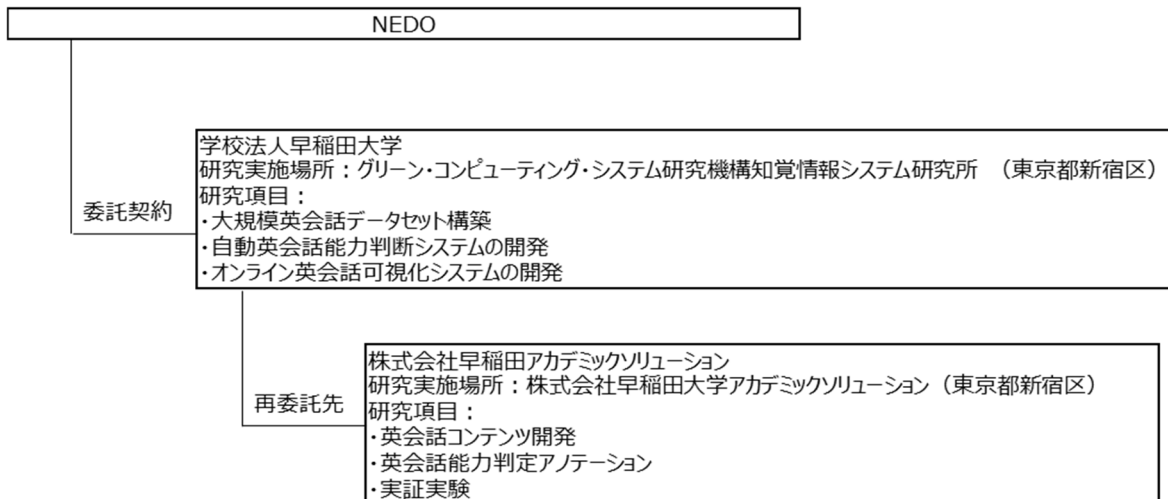 NEDO
学校法人早稲田大学
研究実施場所：グリーン・コンピューティング・システム研究機構知覚情報システム研究所　（東京都新宿区）
研究項目：
・大規模英会話データセット構築
・自動英会話能力判断システムの開発
・オンライン英会話可視化システムの開発
委託契約
株式会社早稲田アカデミックソリューション
研究実施場所：株式会社早稲田大学アカデミックソリューション（東京都新宿区）
研究項目：
・英会話コンテンツ開発
・英会話能力判定アノテーション
・実証実験
再委託先